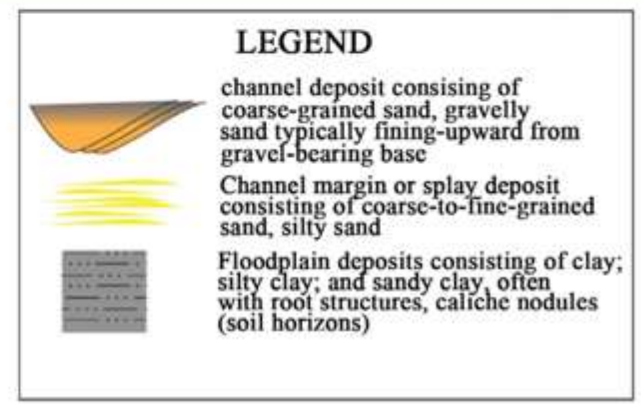 LEGEND
channel deposit consising of
coarse-grained sand, gravelly
sand typically fining-upward from
gravel-bearing base
Channel margin or splay deposit
consisting of coarse-to-fine-grained
sand, silty sand
Floodplain deposits consisting of clay;
silty clay; and sandy clay, often
with root structures, caliche nodules
(soil horizons)